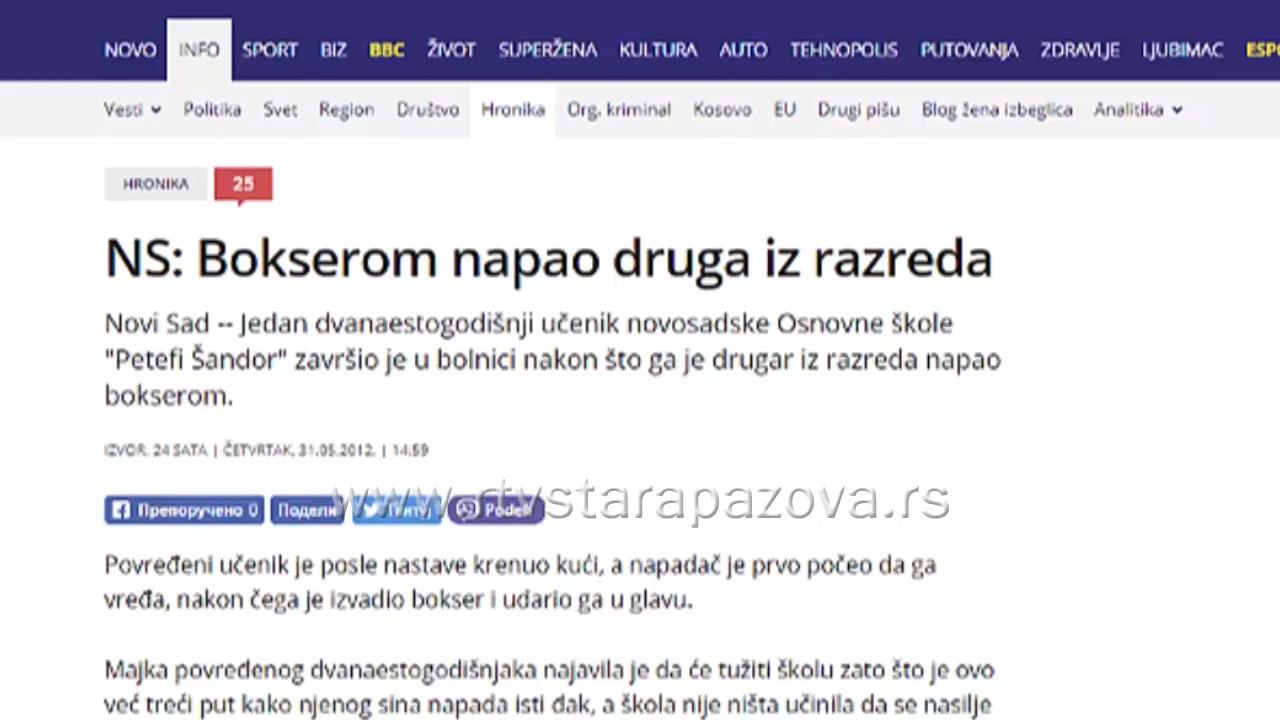 NOVO INFO SPORT BIZ BBC ŽIVOT SUPERŽENA KULTURA AUTO TEHNOPOLIS PUTOVANJA ZDRAVLJE LJUBIMAC
Vesti Politika Svet Region Društvo Hronika Org. kriminal Kosovo EU Drugi pišu Blog žena izbeglica Analitika
HRONIKA 25
NS: Bokserom napao druga iz razreda
Novi Sad -- Jedan dvanaestogodišnji učenik novosadske Osnovne škole
"Petefi Šandor" završio je u bolnici nakon što ga je drugar iz razreda napao
bokserom.
IZVOR: 24 SATA | ČETVRTAK, 31.05.2012. | 14:59
www.rtvstarapazova.rs
Препоручено 0 Подели Podeli
Povređeni učenik je posle nastave krenuo kući, a napadač je prvo počeo da ga
vređa, nakon čega je izvadio bokser i udario ga u glavu.
Majka povređenog dvanaestogodišnjaka najavila je da će tužiti školu zato što je ovo
već treći put kako njenog sina napada isti đak, a škola nije ništa učinila da se nasilje